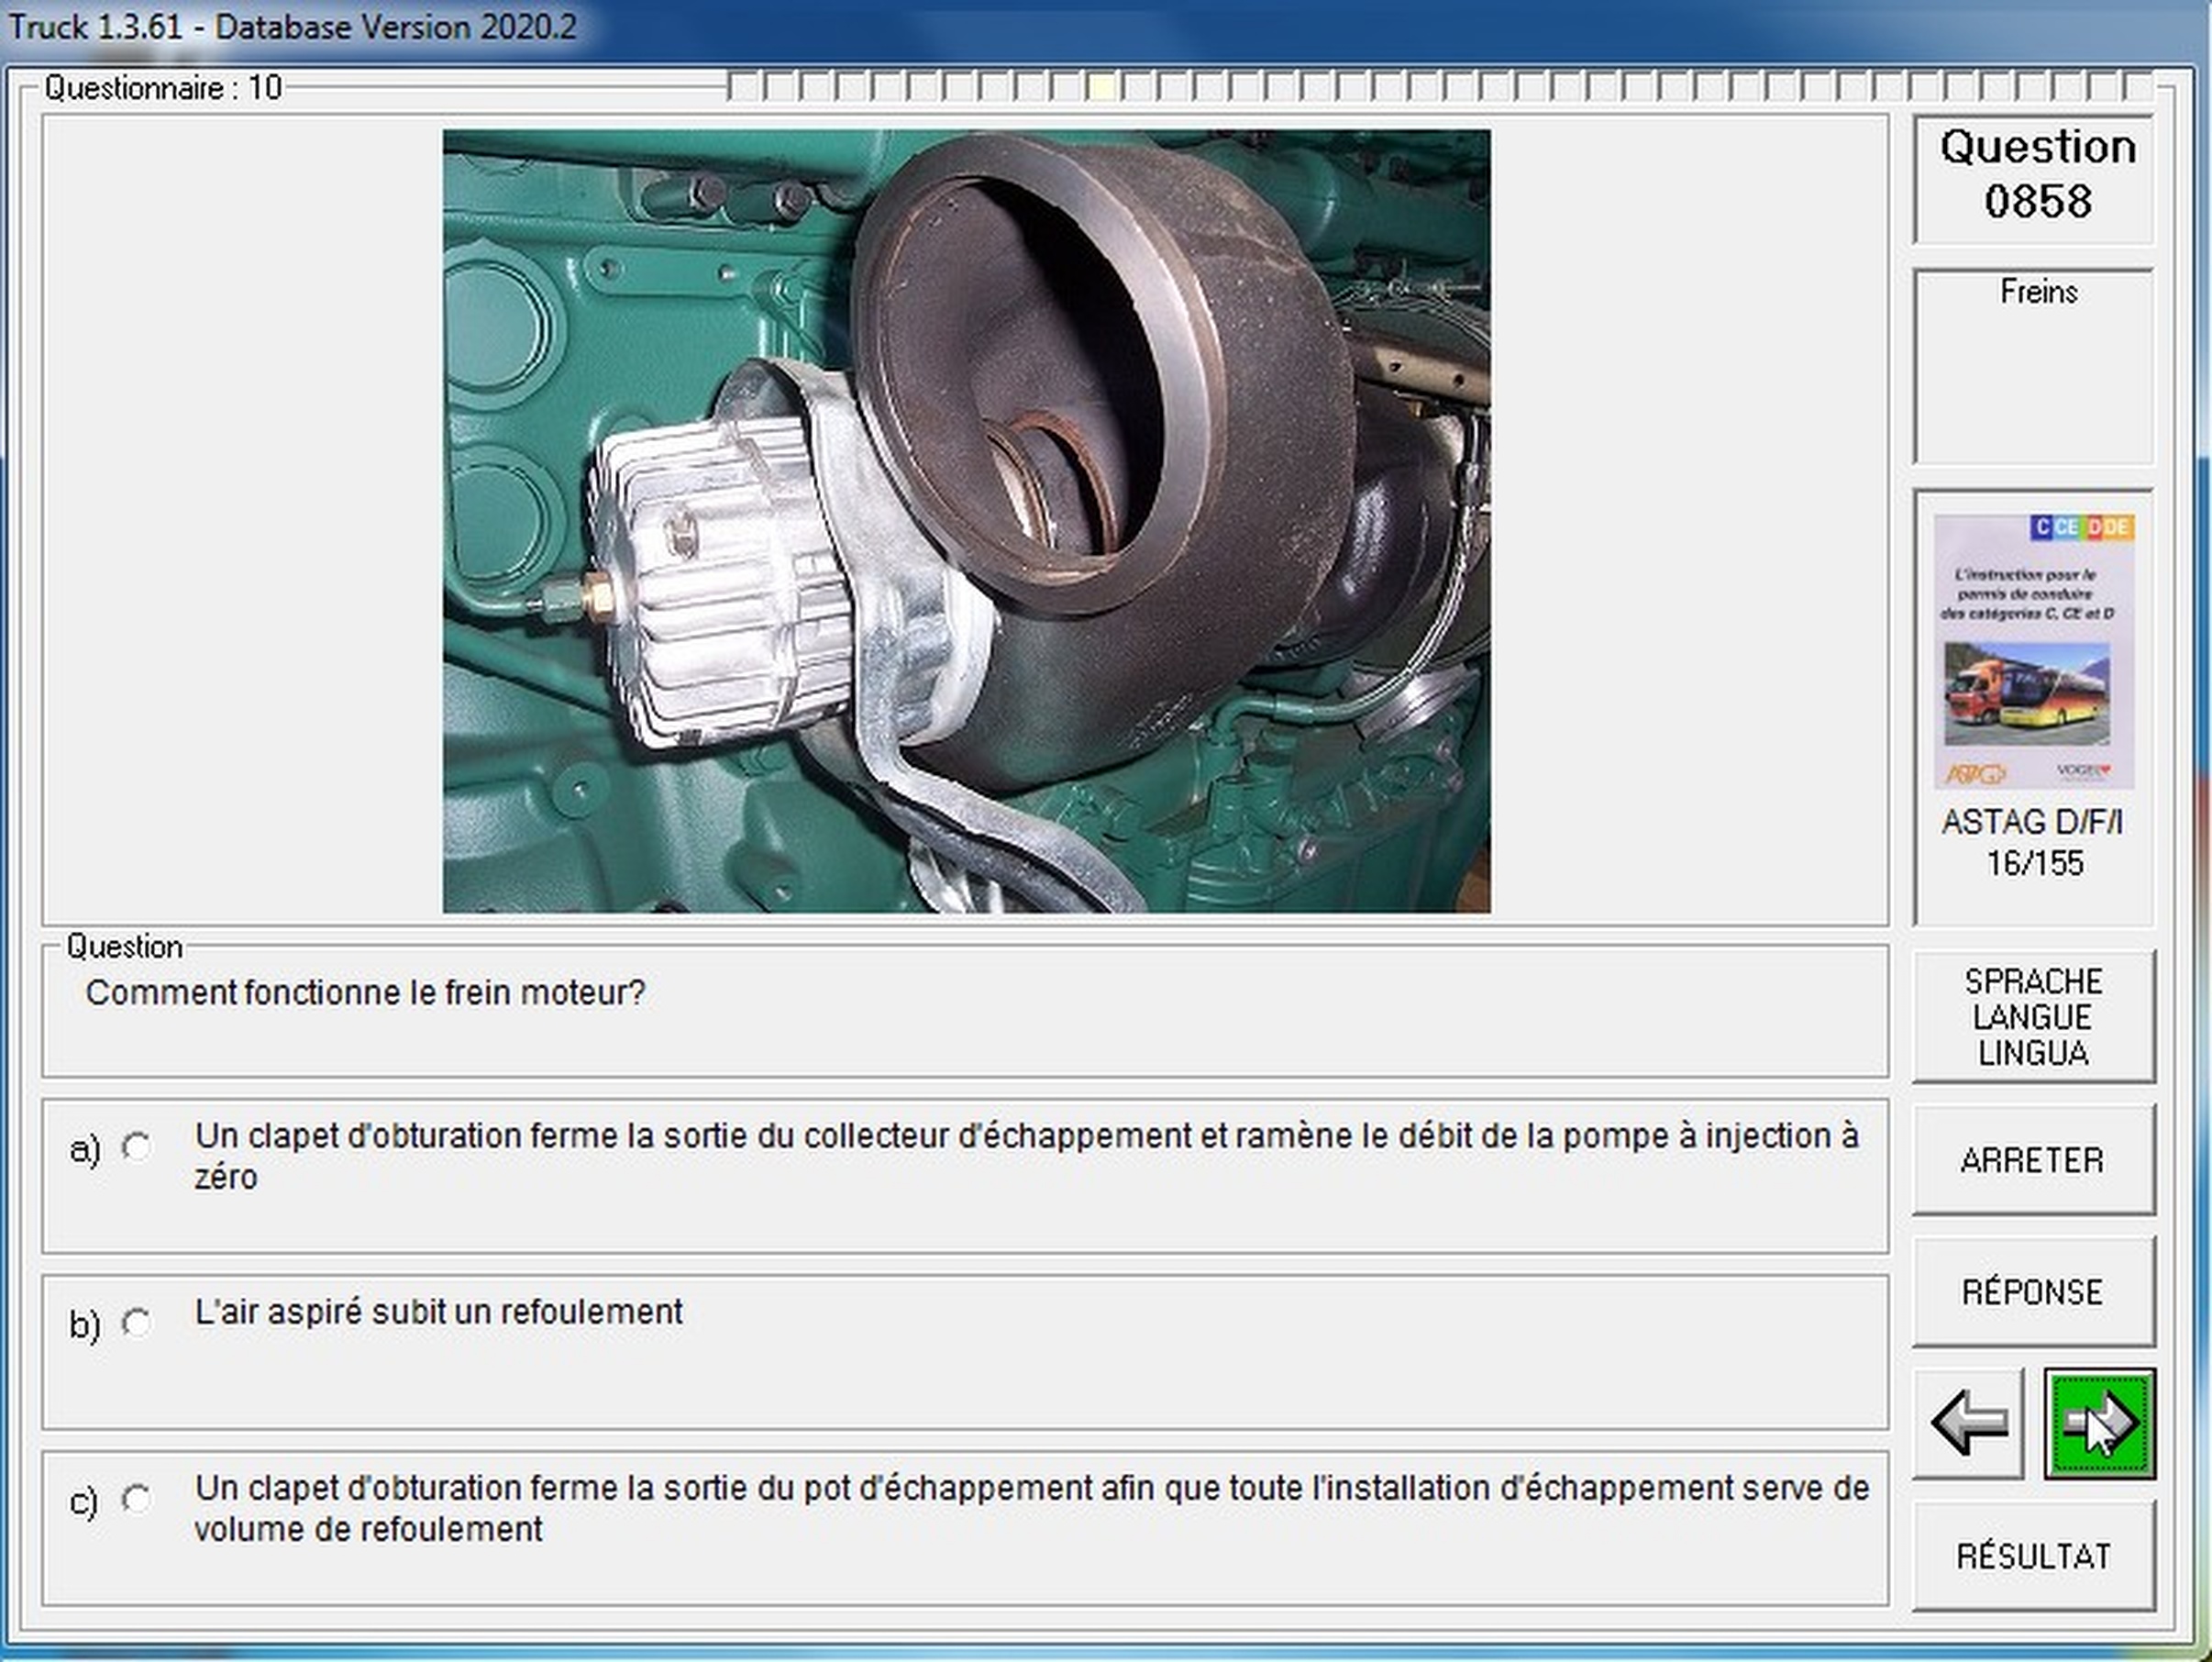 Truck 1.3.61 - Database Version 2020.2
Questionnaire : 10
Question
0858
Freins
C CE D DE
L'instruction pour le
permis de conduire
des catégories C, CE et D
ASTAG
VOGEL
ASTAG D/F/I
16/155
Question
Comment fonctionne le frein moteur?
a) Un clapet d'obturation ferme la sortie du collecteur d'échappement et ramène le débit de la pompe à injection à
zéro
b) L'air aspiré subit un refoulement
c) Un clapet d'obturation ferme la sortie du pot d'échappement afin que toute l'installation d'échappement serve de
volume de refoulement
SPRACHE
LANGUE
LINGUA
ARRETER
RÉPONSE
RÉSULTAT